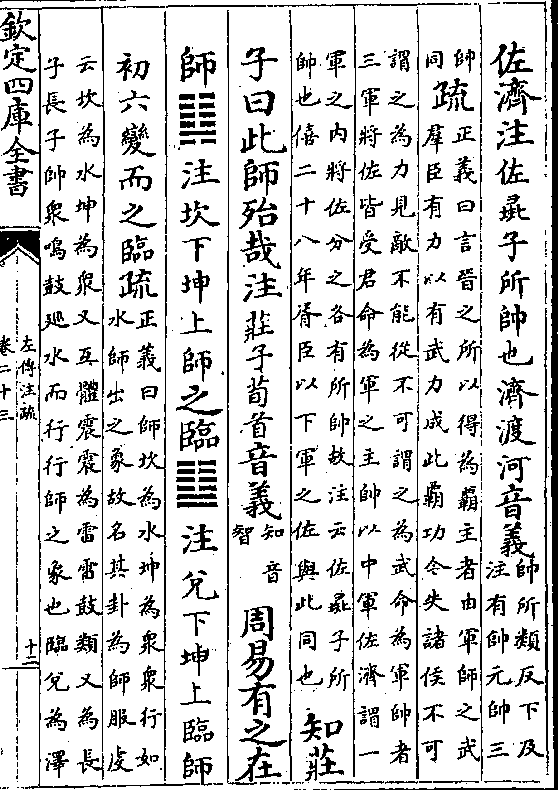 佐濟注佐彘子所帥也濟渡河音義帥所類反下及
注有帥元帥三
帥同疏正義曰言晉之所以得為霸主者由軍師之武
羣臣有力以有武力成此霸功今失諸侯不可
謂之為力見敵不能從不可謂之為武命為軍帥者
三軍將佐皆受君命為軍之主帥以中軍佐濟謂一
軍之內將佐分之各有所帥故注云佐彘子所
帥也僖二十八年胥臣以下軍之佐與此同也
知莊
子曰此師殆哉注莊子荀首音義知音
智
周易有之在
師䷆注坎下坤上師之臨䷒注兌下坤上臨師
初六變而之臨疏正義曰師坎為水坤為衆衆行如
水師出之象故名其卦為師服虔
云坎為水坤為衆又互體震震為雷雷鼓類又為長
子長子帥衆鳴鼓廵水而行行師之象也臨兌為澤
欽定四庫全書
左傳注疏
卷二十三
十二